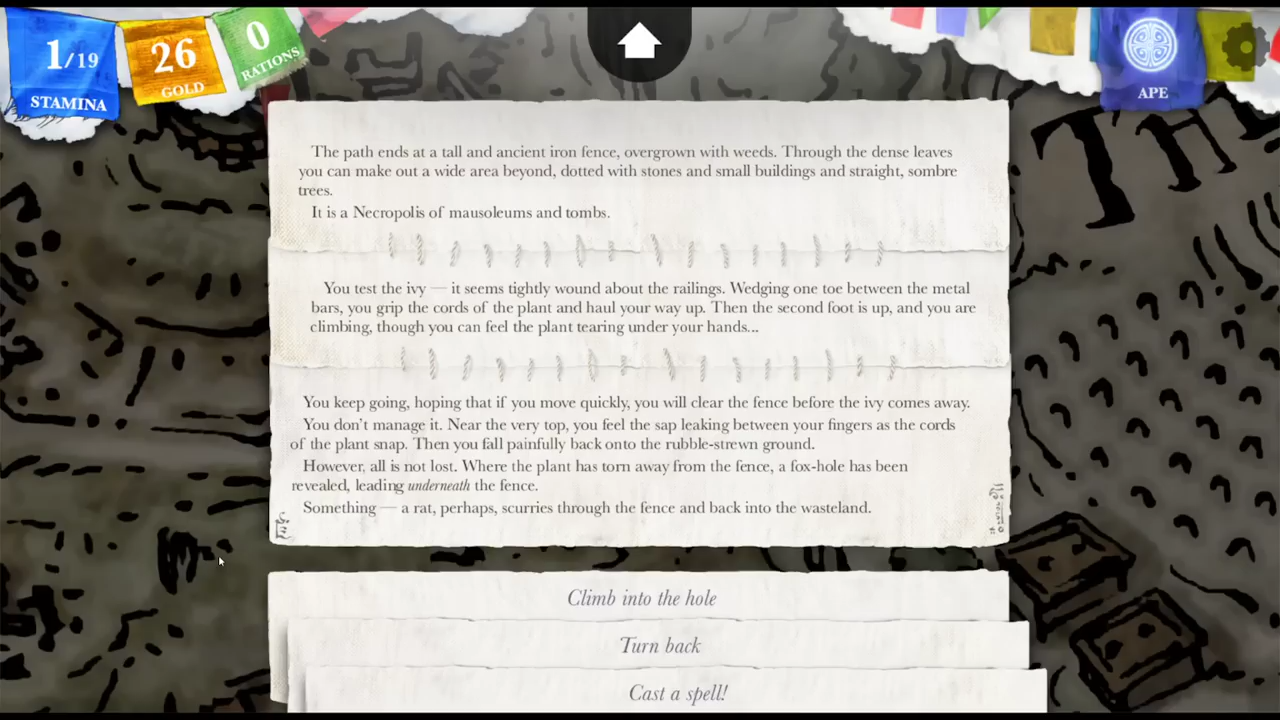 1/19
STAMINA
26
GOLD
0
RATIONS
APE
TH
The path ends at a tall and ancient iron fence, overgrown with weeds. Through the dense leaves
you can make out a wide area beyond, dotted with stones and small buildings and straight, sombre
trees.
It is a Necropolis of mausoleums and tombs.
You test the ivy — it seems tightly wound about the railings. Wedging one toe between the metal
bars, you grip the cords of the plant and haul your way up. Then the second foot is up, and you are
climbing, though you can feel the plant tearing under your hands...
You keep going, hoping that if you move quickly, you will clear the fence before the ivy comes away.
You don't manage it. Near the very top, you feel the sap leaking between your fingers as the cords
of the plant snap. Then you fall painfully back onto the rubble-strewn ground.
However, all is not lost. Where the plant has torn away from the fence, a fox-hole has been
revealed, leading underneath the fence.
Something — a rat, perhaps, scurries through the fence and back into the wasteland.
Climb into the hole
Turn back
Cast a spell!